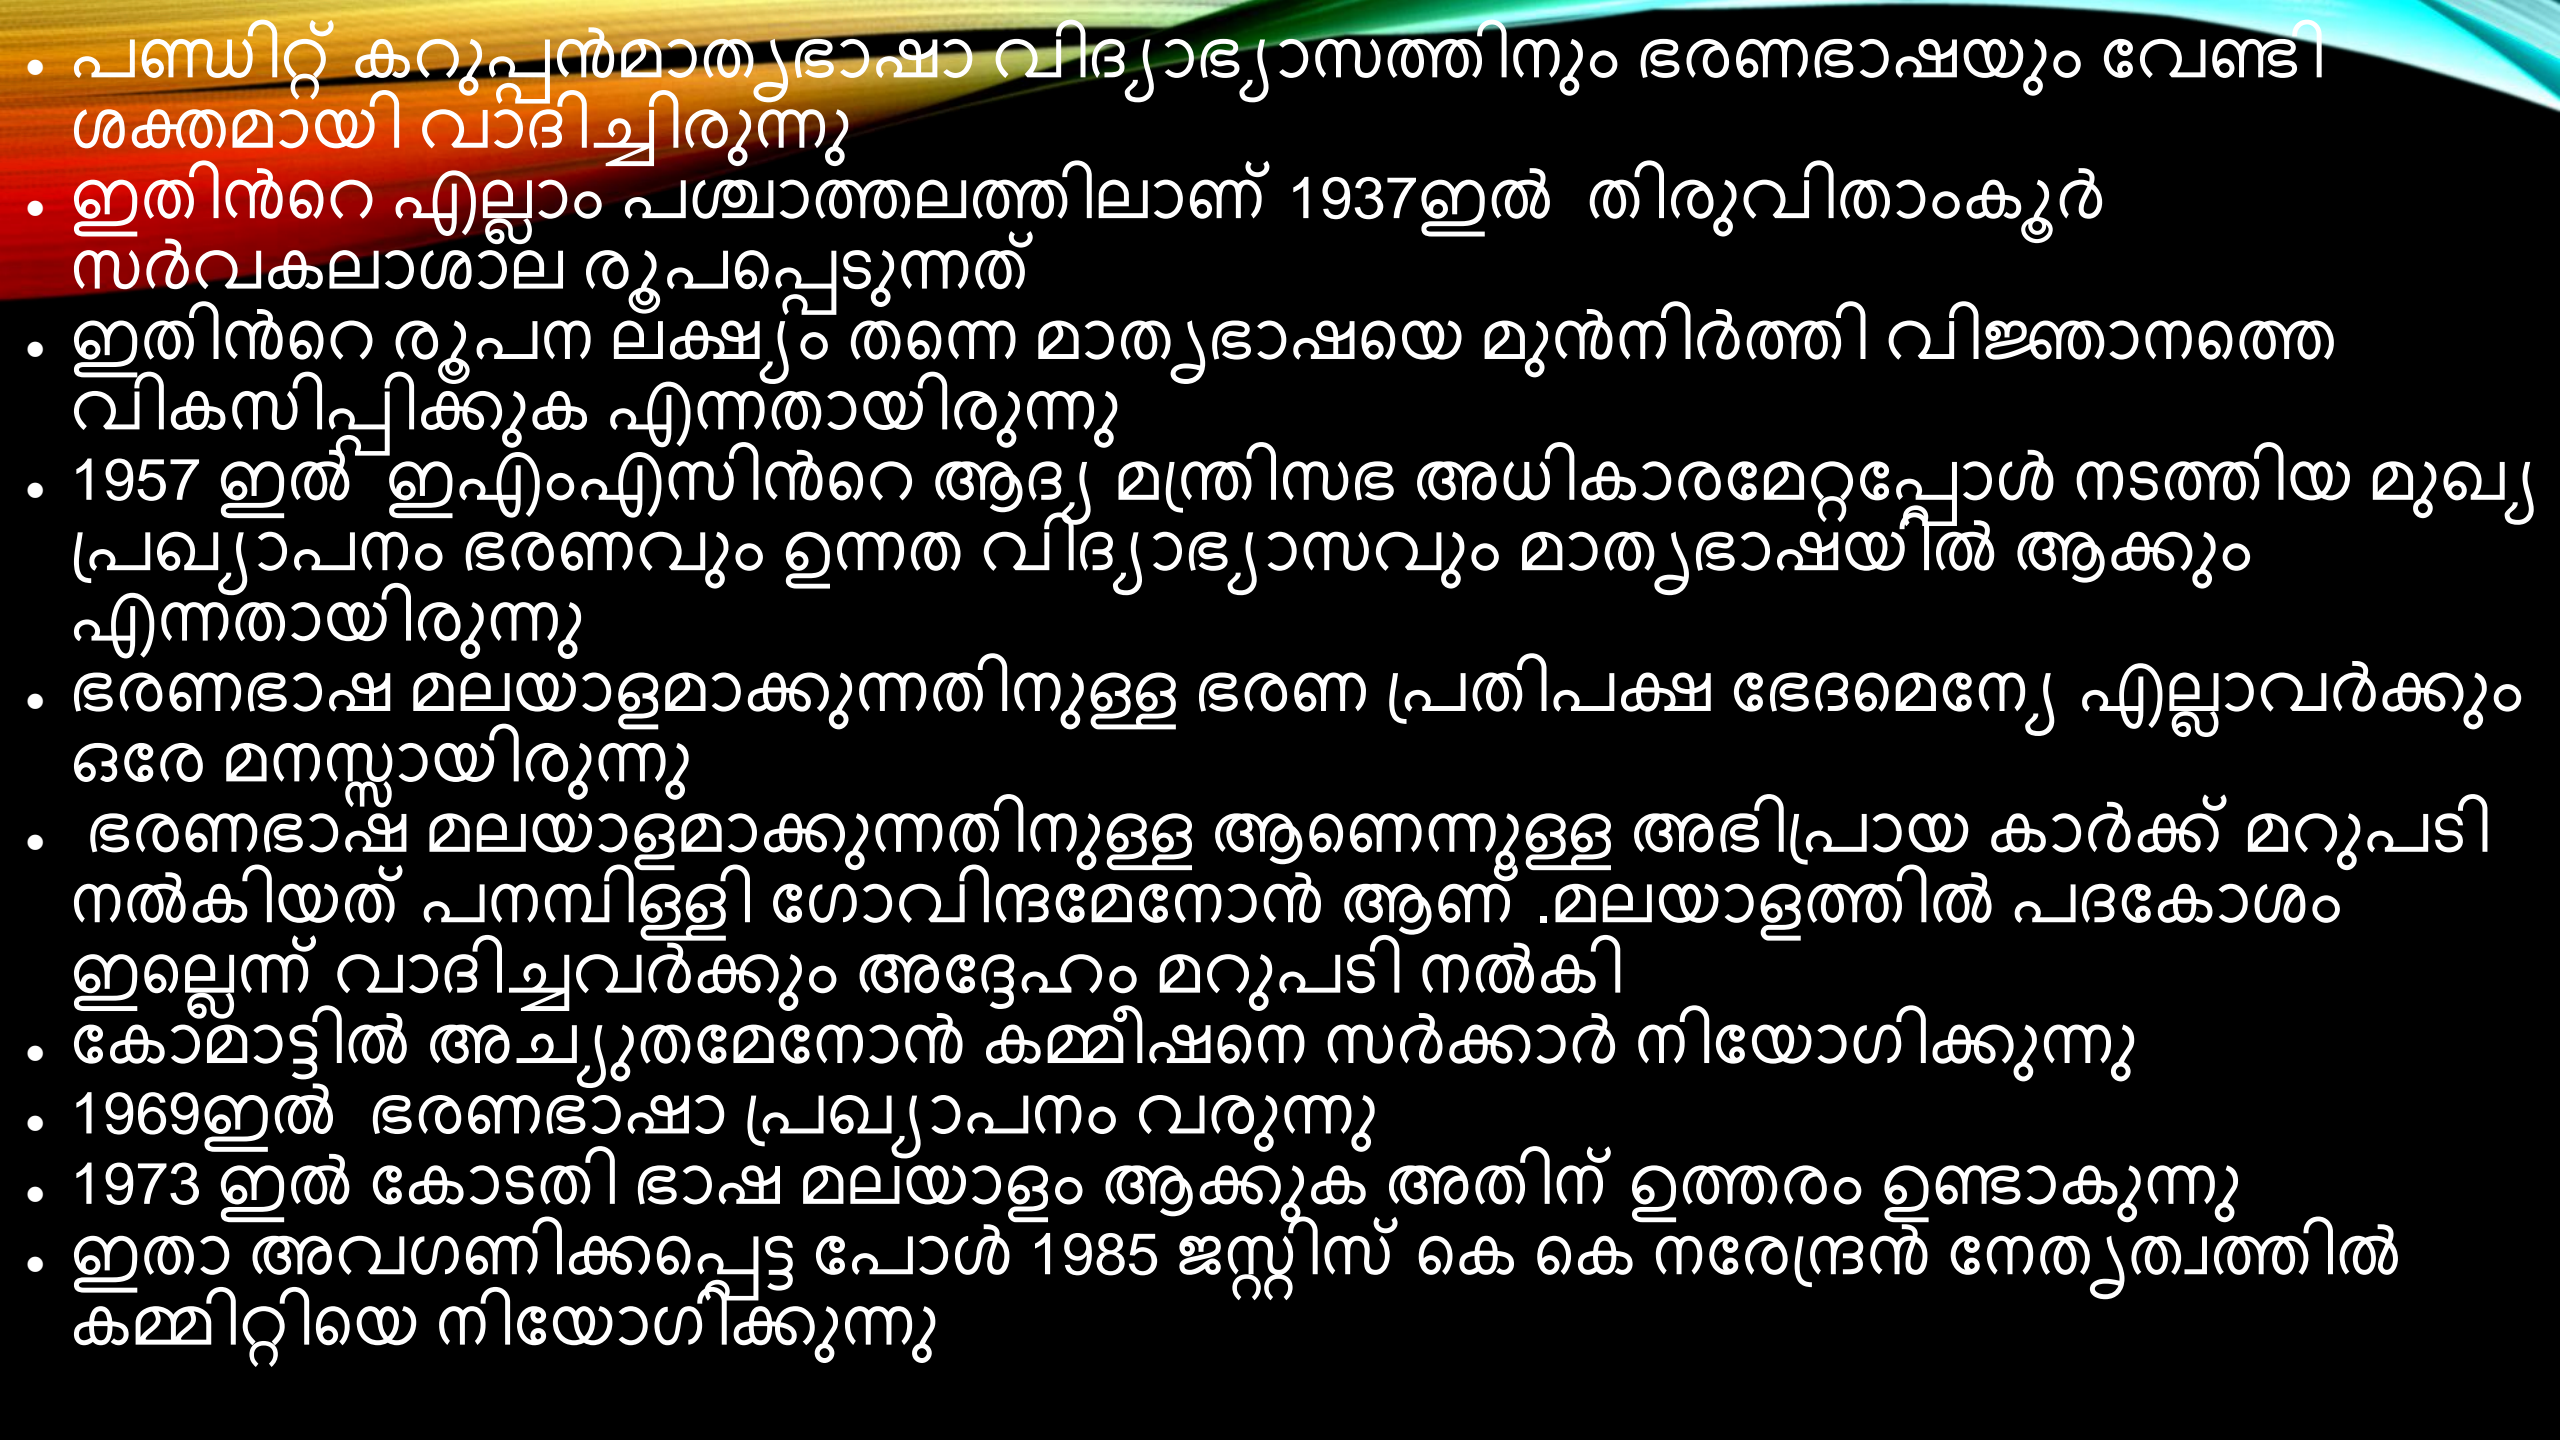 • പണ്ഡിറ്റ് കറുപ്പൻമാതൃഭാഷാ വിദ്യാഭ്യാസത്തിനും ഭരണഭാഷയും വേണ്ടി
ശക്തമായി വാദിച്ചിരുന്നു
• ഇതിൻറെ എല്ലാം പശ്ചാത്തലത്തിലാണ് 1937ഇൽ തിരുവിതാംകൂർ
സർവകലാശാല രൂപപ്പെടുന്നത്
• ഇതിൻറെ രൂപന ലക്ഷ്യം തന്നെ മാതൃഭാഷയെ മുൻനിർത്തി വിജ്ഞാനത്തെ
വികസിപ്പിക്കുക എന്നതായിരുന്നു
• 1957 ഇൽ ഇഎംഎസിൻറെ ആദ്യ മന്ത്രിസഭ അധികാരമേറ്റപ്പോൾ നടത്തിയ മുഖ്യ
പ്രഖ്യാപനം ഭരണവും ഉന്നത വിദ്യാഭ്യാസവും മാതൃഭാഷയിൽ ആക്കും
എന്നതായിരുന്നു
• ഭരണഭാഷ മലയാളമാക്കുന്നതിനുള്ള ഭരണ പ്രതിപക്ഷ ഭേദമെന്യേ എല്ലാവർക്കും
ഒരേ മനസ്സായിരുന്നു
• ഭരണഭാഷ മലയാളമാക്കുന്നതിനുള്ള ആണെന്നൂള്ള അഭിപ്രായ കാർക്ക് മറുപടി
നൽകിയത് പനമ്പിള്ളി ഗോവിന്ദമേനോൻ ആണ് .മലയാളത്തിൽ പദകോശം
ഇല്ലെന്ന് വാദിച്ചവർക്കും അദ്ദേഹം മറുപടി നൽകി
• കോമാട്ടിൽ അച്യുതമേനോൻ കമ്മീഷനെ സർക്കാർ നിയോഗിക്കുന്നു
• 1969ഇൽ ഭരണഭാഷാ പ്രഖ്യാപനം വരുന്നു
• 1973 ഇൽ കോടതി ഭാഷ മലയാളം ആക്കുക അതിന് ഉത്തരം ഉണ്ടാകുന്നു
• ഇതാ അവഗണിക്കപ്പെട്ട പോൾ 1985 ജസ്റ്റിസ് കെ കെ നരേന്ദ്രൻ നേതൃത്വത്തിൽ
കമ്മിറ്റിയെ നിയോഗിക്കുന്നു